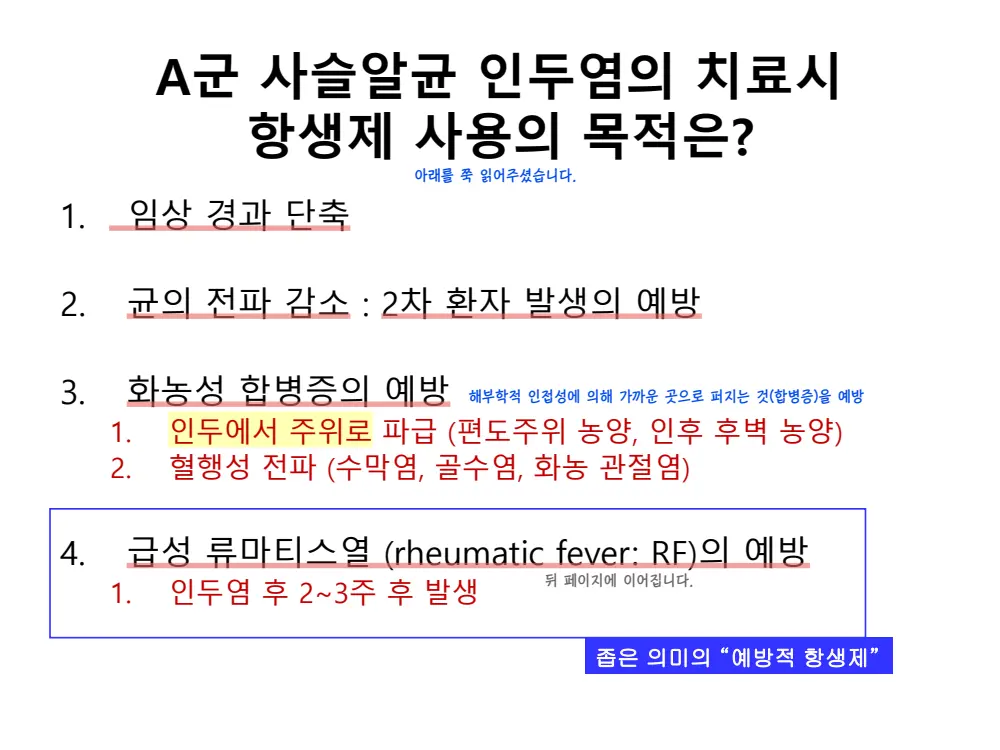 A군 사슬알균 인두염의 치료시
항생제 사용의 목적은?
아래를 쭉 읽어주셨습니다.
1. 임상 경과 단축
2. 균의 전파 감소 : 2차 환자 발생의 예방
3. 화농성 합병증의 예방 해부학적 인접성에 의해 가까운 곳으로 퍼지는 것(합병증)을 예방
1. 인두에서 주위로 파급 (편도주위 농양, 인후 후벽 농양)
2. 혈행성 전파 (수막염, 골수염, 화농 관절염)
4. 급성 류마티스열 (rheumatic fever: RF)의 예방
뒤 페이지에 이어집니다.
1. 인두염 후 2~3주 후 발생
좁은 의미의 “예방적 항생제”